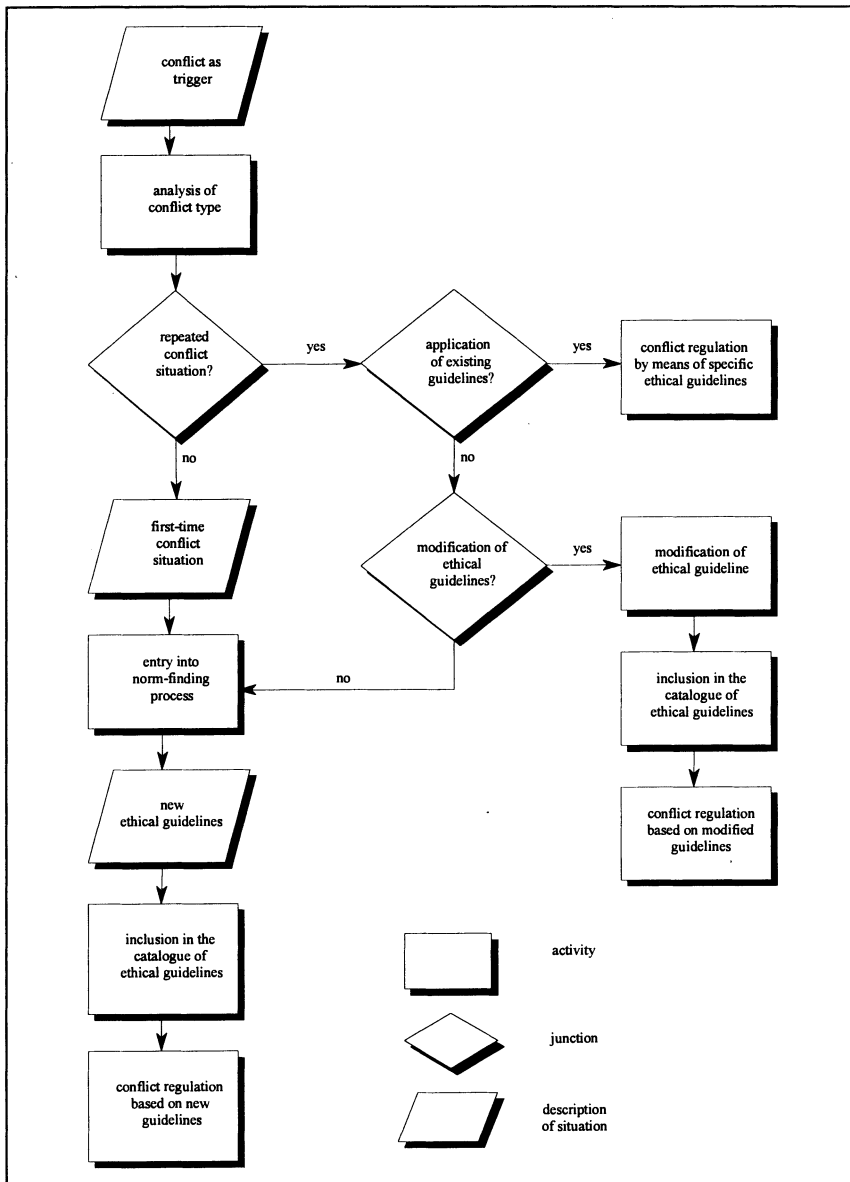 conflict as
trigger
analysis of
conflict type
repeated
conflict
situation?
yes
application
of existing
guidelines?
yes
conflict regulation
by means of specific
ethical guidelines
no
no
first-time
conflict
situation
modification of
ethical
guidelines?
yes
modification of
ethical guideline
entry into
norm-finding
process
no
inclusion in the
catalogue of
ethical guidelines
new
ethical guidelines
conflict regulation
based on modified
guidelines
inclusion in the
catalogue of
ethical guidelines
activity
junction
conflict regulation
based on new
guidelines
description
of situation